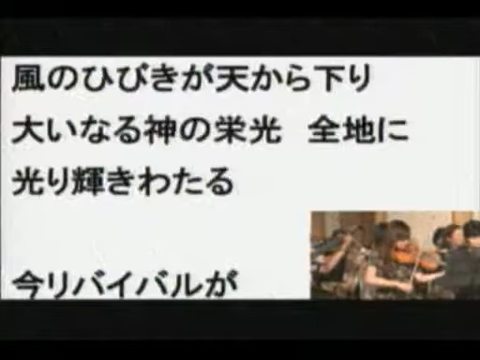 風のひびきが天から下り
大いなる神の栄光　全地に
光り輝きわたる
今リバイバルが